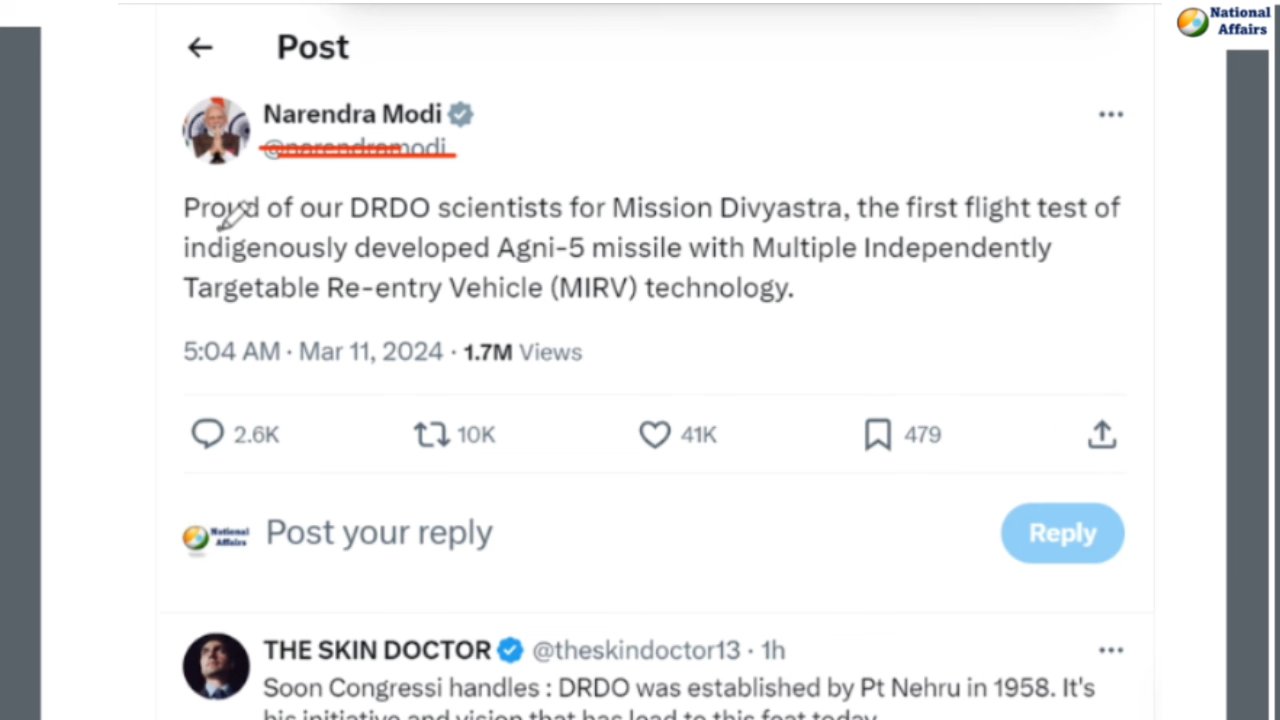 National
Affairs
Post
Narendra Modi
@narendramodi
Proud of our DRDO scientists for Mission Divyastra, the first flight test of
indigenously developed Agni-5 missile with Multiple Independently
Targetable Re-entry Vehicle (MIRV) technology.
5:04 AM · Mar 11, 2024 · 1.7M Views
2.6K 10K 41K 479
National
Affairs
Post your reply
Reply
THE SKIN DOCTOR @theskindoctor13 · 1h
Soon Congressi handles : DRDO was established by Pt Nehru in 1958. It's
his initiative and vision that has lead to this feat today